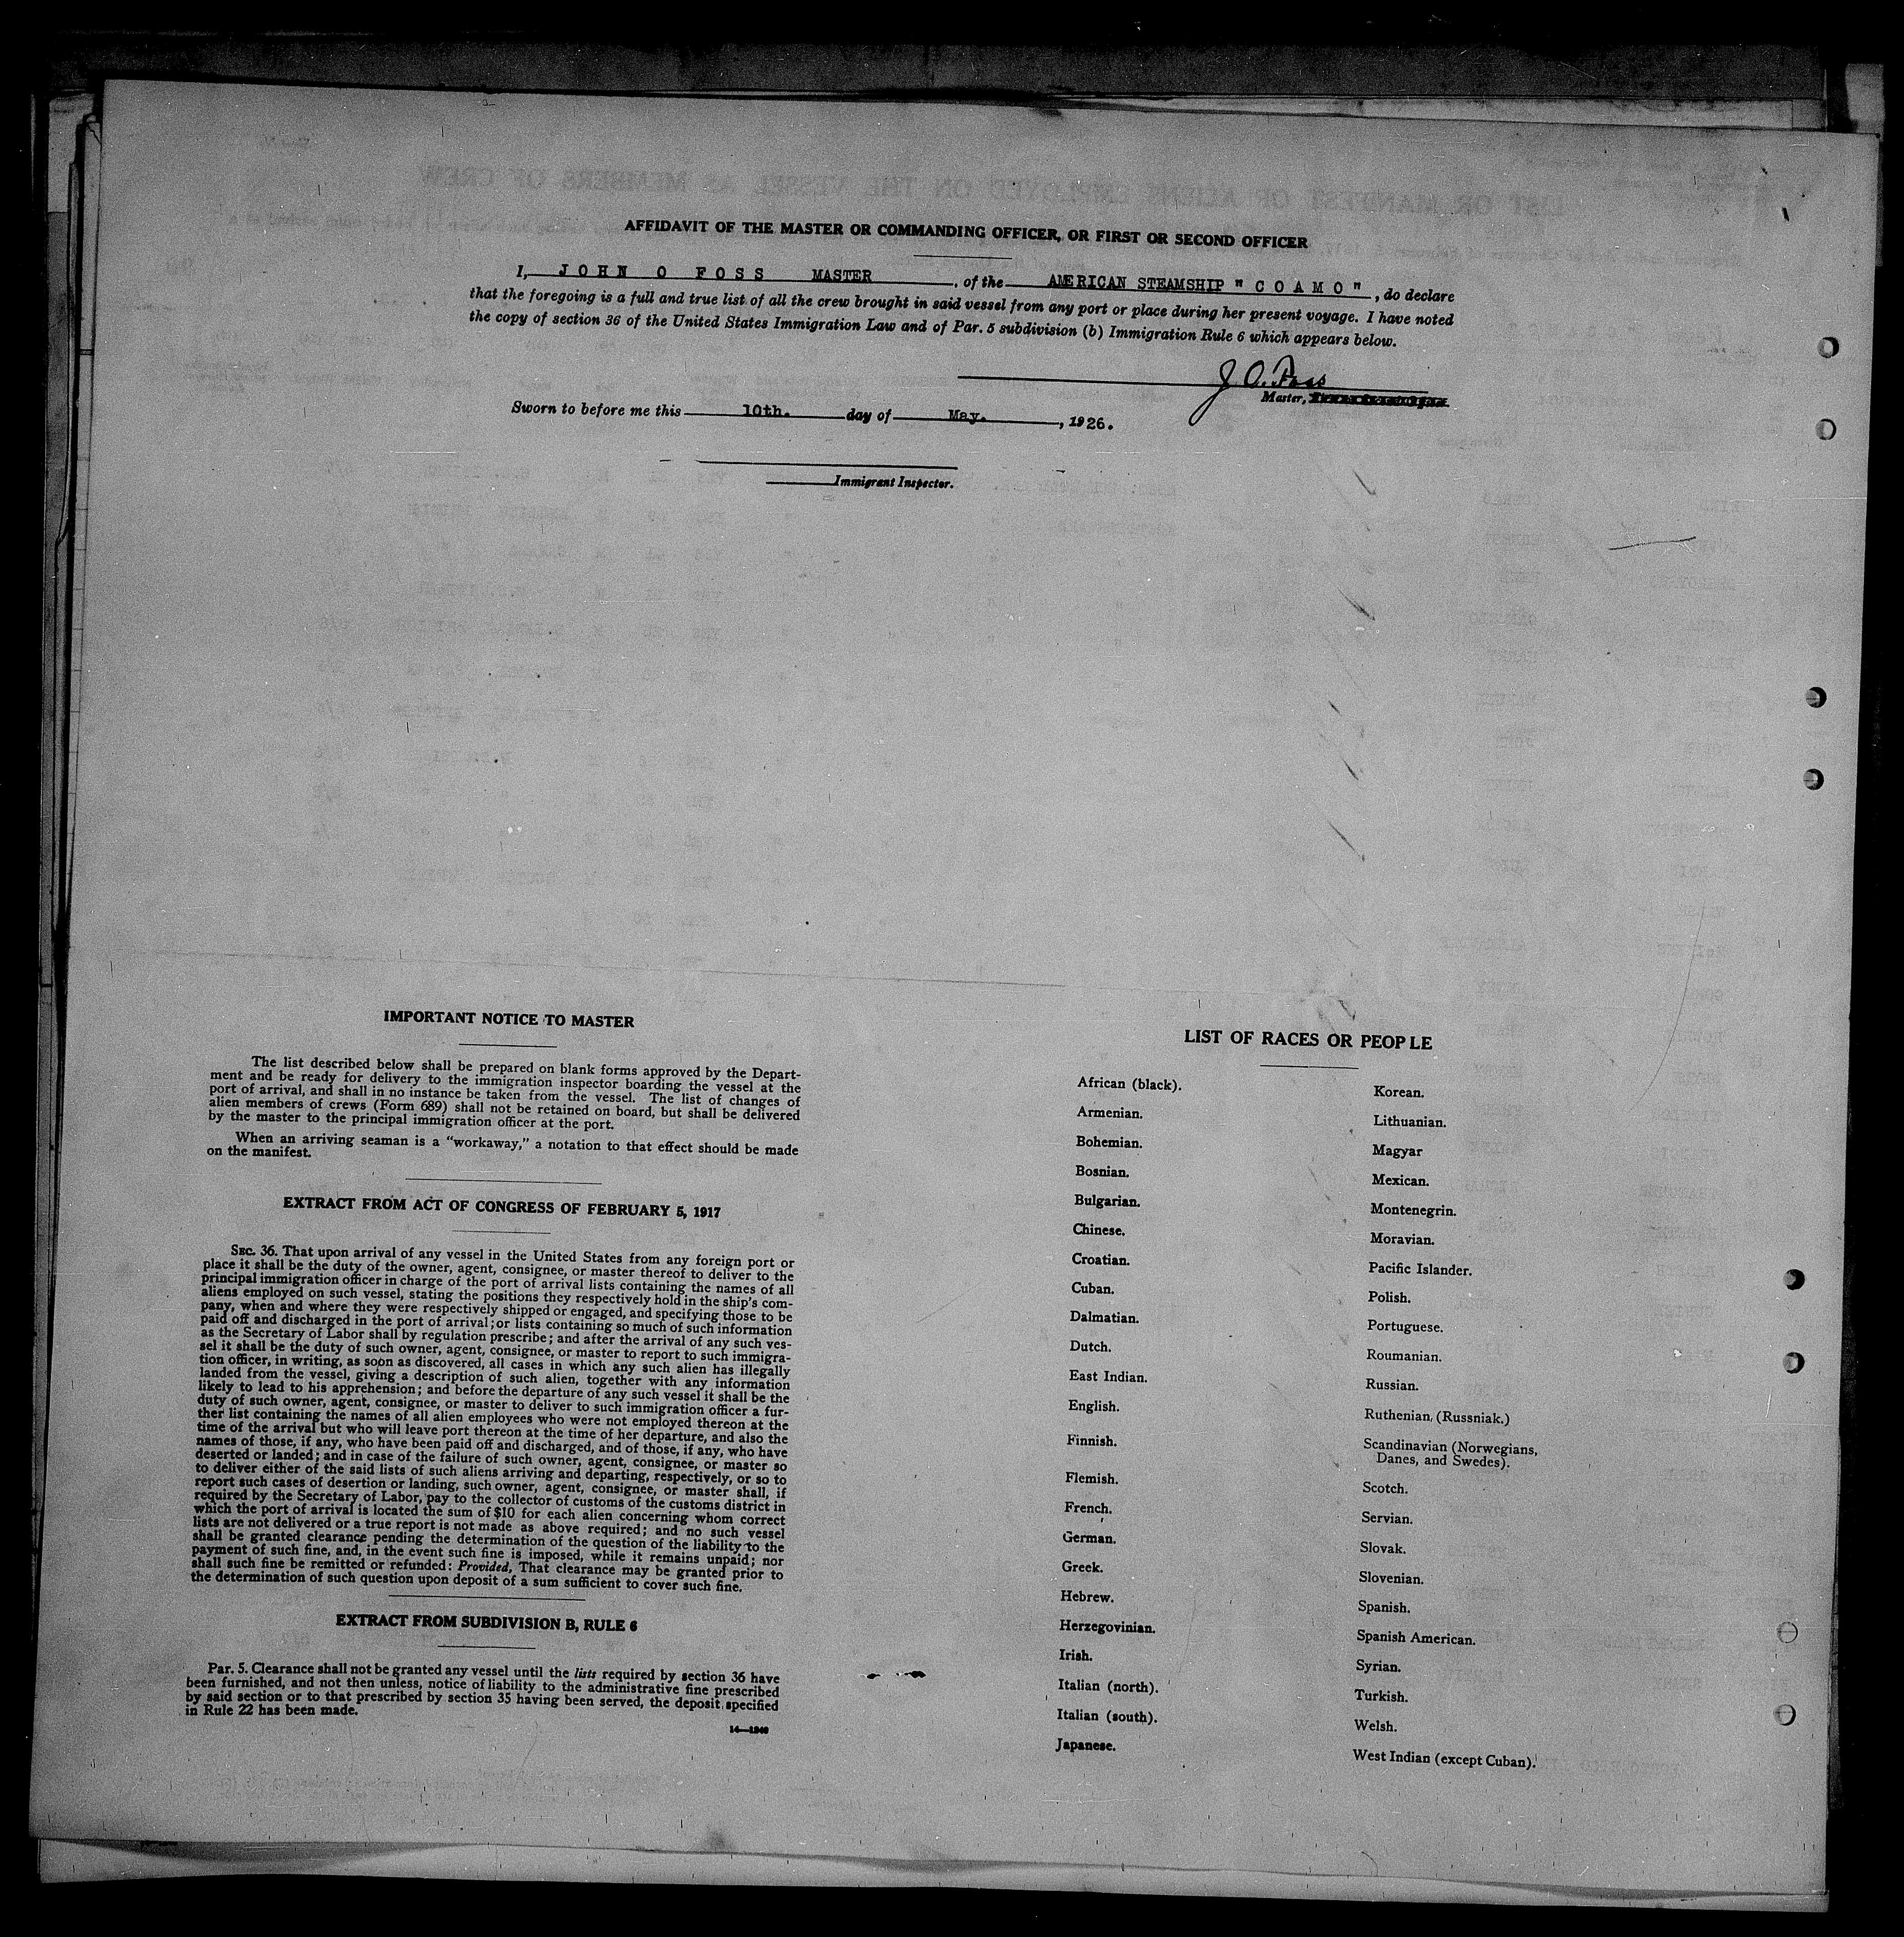 AFFIDAVIT OF THE MASTER OR COMMANDING OFFICER, OR FIRST OR SECOND OFFICER
I, JOHN O FOSS MASTER, of the AMERICAN STEAMSHIP " C O A M O ", do declare
that the foregoing is a full and true list of all the crew brought in said vessel from any port or place during her present voyage. I have noted
the copy of section 36 of the United States Immigration Law and of Par. 5 subdivision (b) Immigration Rule 6 which appears below.
J O. Foss
Master,
Sworn to before me this 10th. day of May. , 1926.
Immigrant Inspector.
IMPORTANT NOTICE TO MASTER
The list described below shall be prepared on blank forms approved by the Depart-
ment and be ready for delivery to the immigration inspector boarding the vessel at the
port of arrival, and shall in no instance be taken from the vessel. The list of changes of
alien members of crews (Form 689) shall not be retained on board, but shall be delivered
by the master to the principal immigration officer at the port.
When an arriving seaman is a "workaway," a notation to that effect should be made
on the manifest.
EXTRACT FROM ACT OF CONGRESS OF FEBRUARY 5, 1917
SEC. 36. That upon arrival of any vessel in the United States from any foreign port or
place it shall be the duty of the owner, agent, consignee, or master thereof to deliver to the
principal immigration officer in charge of the port of arrival lists containing the names of all
aliens employed on such vessel, stating the positions they respectively hold in the ship's com-
pany, when and where they were respectively shipped or engaged, and specifying those to be
paid off and discharged in the port of arrival; or lists containing so much of such information
as the Secretary of Labor shall by regulation prescribe; and after the arrival of any such ves-
sel it shall be the duty of such owner, agent, consignee, or master to report to such immigra-
tion officer, in writing, as soon as discovered, all cases in which any such alien has illegally
landed from the vessel, giving a description of such alien, together with any information
likely to lead to his apprehension; and before the departure of any such vessel it shall be the
duty of such owner, agent, consignee, or master to deliver to such immigration officer a fur-
ther list containing the names of all alien employees who were not employed thereon at the
time of the arrival but who will leave port thereon at the time of her departure, and also the
names of those, if any, who have been paid off and discharged, and of those, if any, who have
deserted or landed; and in case of the failure of such owner, agent, consignee, or master so
to deliver either of the said lists of such aliens arriving and departing, respectively, or so to
report such cases of desertion or landing, such owner, agent, consignee, or master shall, if
required by the Secretary of Labor, pay to the collector of customs of the customs district in
which the port of arrival is located the sum of $10 for each alien concerning whom correct
lists are not delivered or a true report is not made as above required; and no such vessel
shall be granted clearance pending the determination of the question of the liability to the
payment of such fine, and, in the event such fine is imposed, while it remains unpaid; nor
shall such fine be remitted or refunded: Provided, That clearance may be granted prior to
the determination of such question upon deposit of a sum sufficient to cover such fine.
EXTRACT FROM SUBDIVISION B, RULE 6
Par. 5. Clearance shall not be granted any vessel until the lists required by section 36 have
been furnished, and not then unless, notice of liability to the administrative fine prescribed
by said section or to that prescribed by section 35 having been served, the deposit specified
in Rule 22 has been made.
14—1240
LIST OF RACES OR PEOPLE
African (black).
Armenian.
Bohemian.
Bosnian.
Bulgarian.
Chinese.
Croatian.
Cuban.
Dalmatian.
Dutch.
East Indian.
English.
Finnish.
Flemish.
French.
German.
Greek.
Hebrew.
Herzegovinian.
Irish.
Italian (north).
Italian (south).
Japanese.
Korean.
Lithuanian.
Magyar
Mexican.
Montenegrin.
Moravian.
Pacific Islander.
Polish.
Portuguese.
Roumanian.
Russian.
Ruthenian, (Russniak.)
Scandinavian (Norwegians,
Danes, and Swedes).
Scotch.
Servian.
Slovak.
Slovenian.
Spanish.
Spanish American.
Syrian.
Turkish.
Welsh.
West Indian (except Cuban).